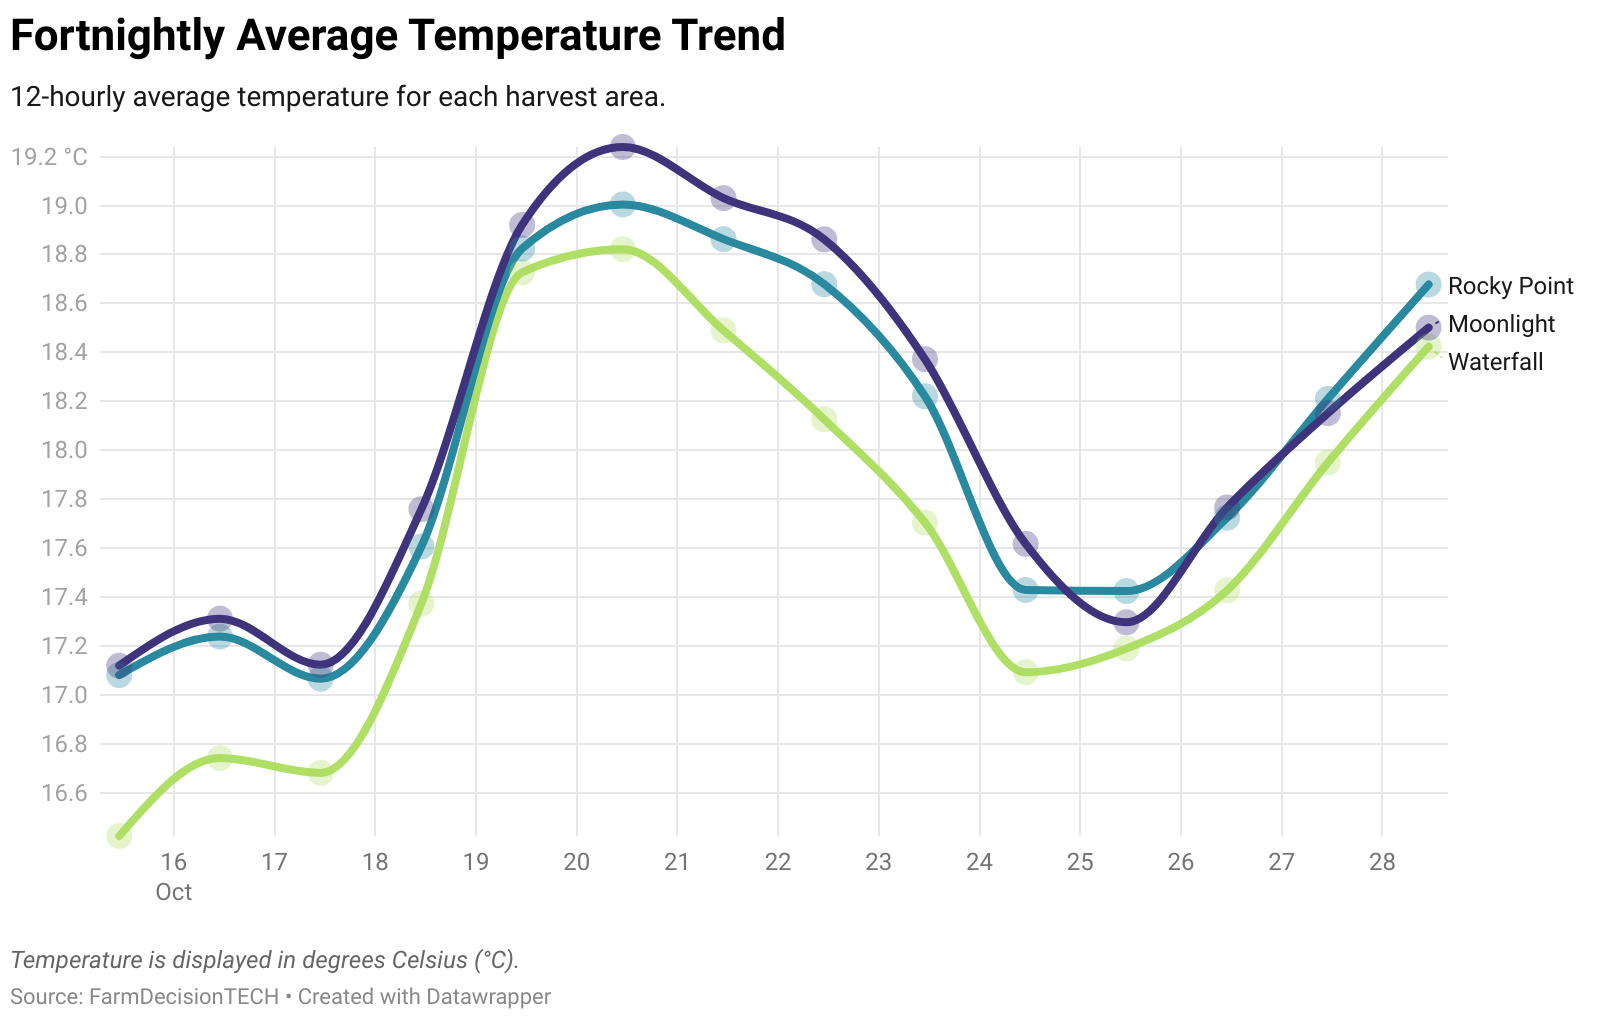 Fortnightly Average Temperature Trend
12-hourly average temperature for each harvest area.
19.2 °C
19.0
18.8
18.6
18.4
18.2
18.0
17.8
17.6
17.4
17.2
17.0
16.8
16.6
Rocky Point
Moonlight
Waterfall
16 17 18 19 20 21 22 23 24 25 26 27 28
Oct
Temperature is displayed in degrees Celsius (°C).
Source: FarmDecisionTECH • Created with Datawrapper